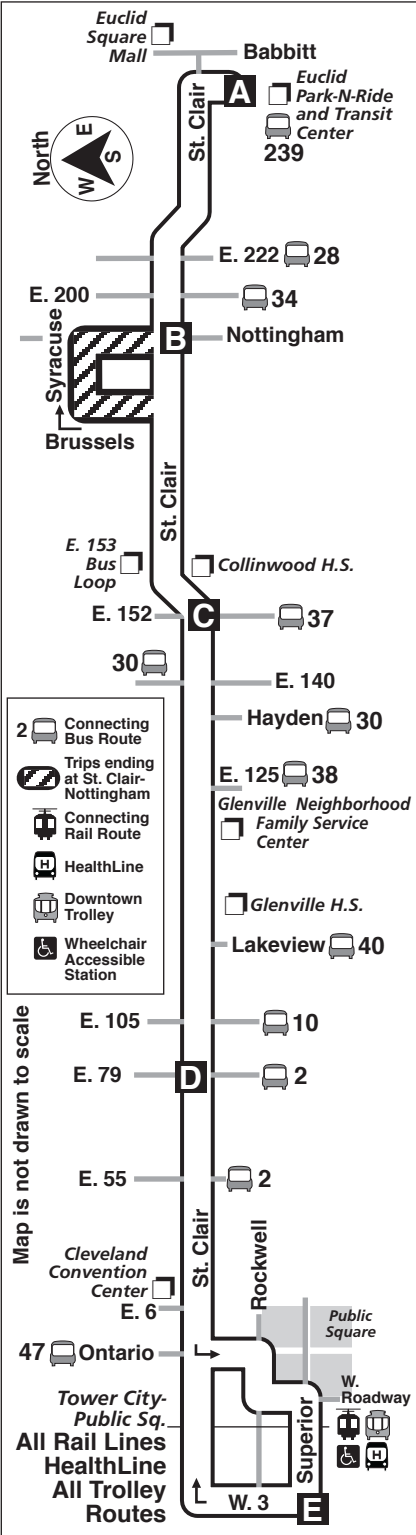 Euclid
Square
Mall
Babbitt
A
Euclid
Park-N-Ride
and Transit
Center
239
St. Clair
North
E
S
W
E. 222 28
E. 200
34
B
Nottingham
Syracuse
Brussels
St. Clair
E. 153
Bus
Loop
Collinwood H.S.
E. 152
C
37
30
E. 140
Hayden 30
2 Connecting
Bus Route
Trips ending
at St. Clair-
Nottingham
Connecting
Rail Route
H HealthLine
Downtown
Trolley
Wheelchair
Accessible
Station
E. 125 38
Glenville Neighborhood
Family Service
Center
Glenville H.S.
Lakeview 40
Map is not drawn to scale
E. 105
10
E. 79
D
2
E. 55
2
St. Clair
Cleveland
Convention
Center
E. 6
Rockwell
Public
Square
47 Ontario
W.
Roadway
H
Tower City-
Public Sq.
All Rail Lines
HealthLine
All Trolley
Routes
Superior
W. 3
E